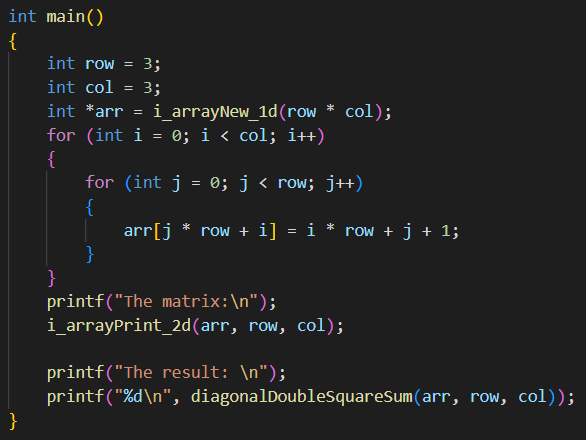 int main()
{
    int row = 3;
    int col = 3;
    int *arr = i_arrayNew_1d(row * col);
    for (int i = 0; i < col; i++)
    {
        for (int j = 0; j < row; j++)
        {
            arr[j * row + i] = i * row + j + 1;
        }
    }
    printf("The matrix:\n");
    i_arrayPrint_2d(arr, row, col);

    printf("The result: \n");
    printf("%d\n", diagonalDoubleSquareSum(arr, row, col));
}